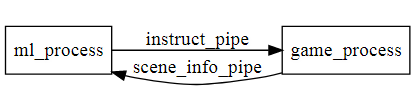 instruct_pipe
ml_process
game_process
scene_info_pipe